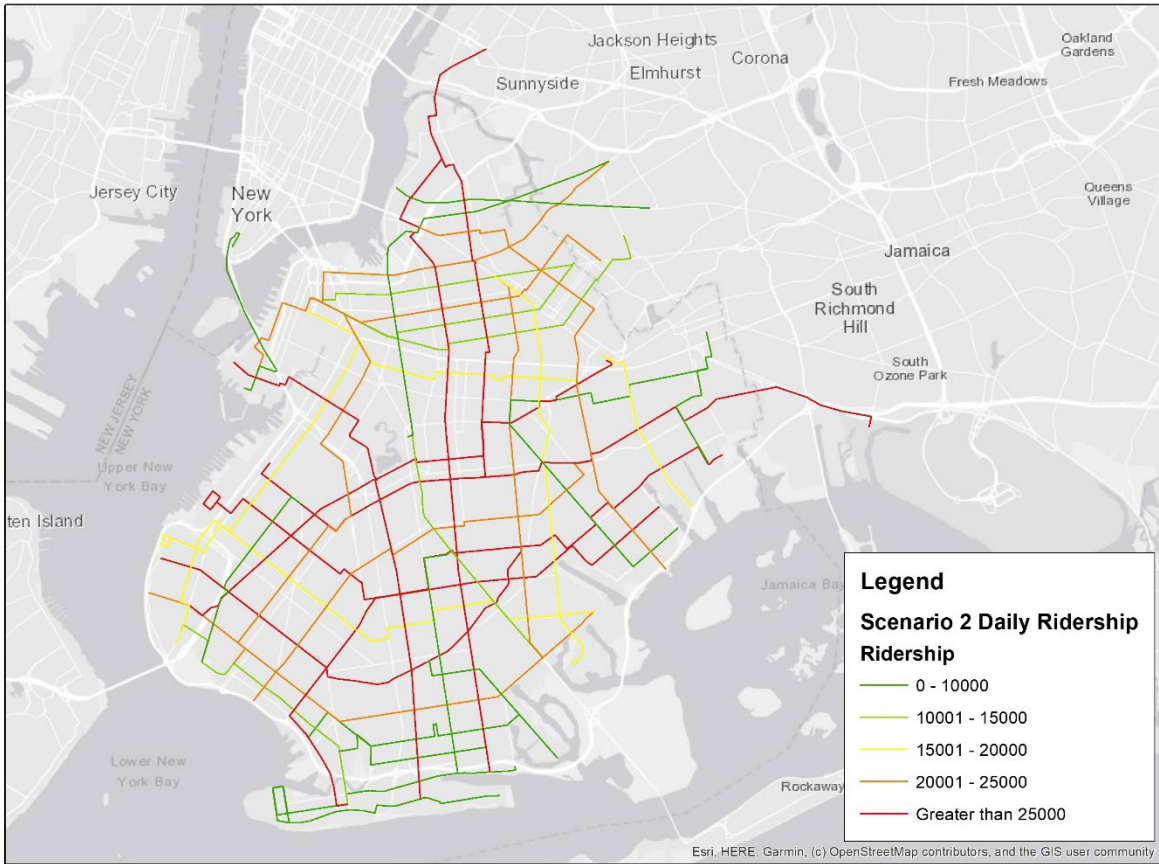 Jackson Heights
Oakland
Gardens
Corona
Elmhurst
Sunnyside
Fresh Meadows
Jersey City
New
York
Queens
Village
Jamaica
South
Richmond
Hill
South
Ozone Park
NEW JERSEY
NEW YORK
Upper New
York Bay
ten Island
Jamaica Bay
Lower New
York Bay
Rockaway
Legend
Scenario 2 Daily Ridership
Ridership
0 - 10000
10001 - 15000
15001 - 20000
20001 - 25000
Greater than 25000
Esri, HERE, Garmin, (c) OpenStreetMap contributors, and the GIS user community